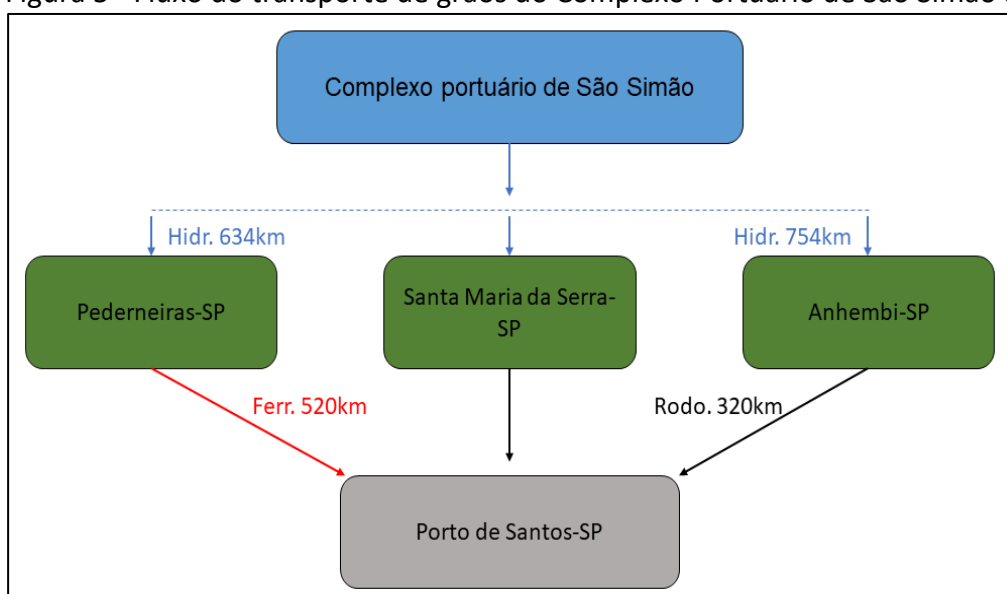 Complexo portuário de São Simão
Hidr. 634km
Hidr. 754km
Pederneiras-SP
Santa Maria da Serra-
SP
Anhembi-SP
Ferr. 520km
Rodo. 320km
Porto de Santos-SP